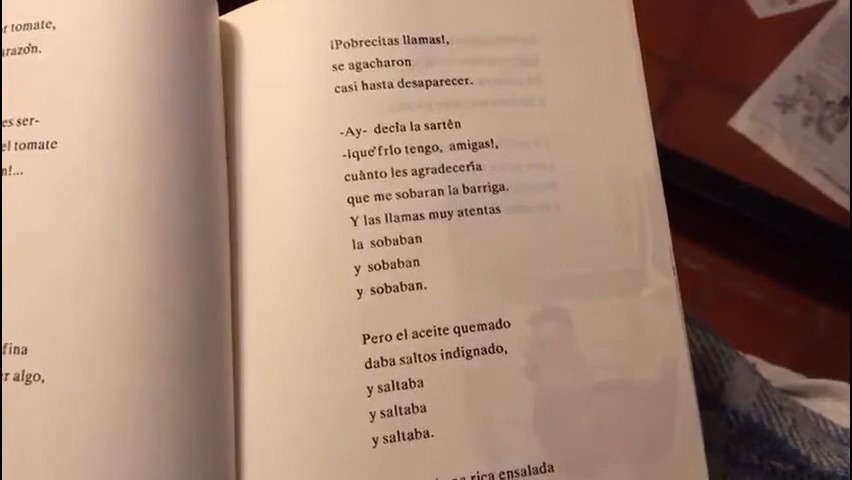 r tomate,
arazón.
es ser-
el tomate
n!...
fina
r algo,
¡Pobrecitas llamas!,
se agacharon
casi hasta desaparecer.
-Ay- decía la sartén
-¡que frío tengo, amigas!,
cuánto les agradecería
que me sobaran la barriga.
Y las llamas muy atentas
la sobaban
y sobaban
y sobaban.
Pero el aceite quemado
daba saltos indignado,
y saltaba
y saltaba
y saltaba.
rica ensalada